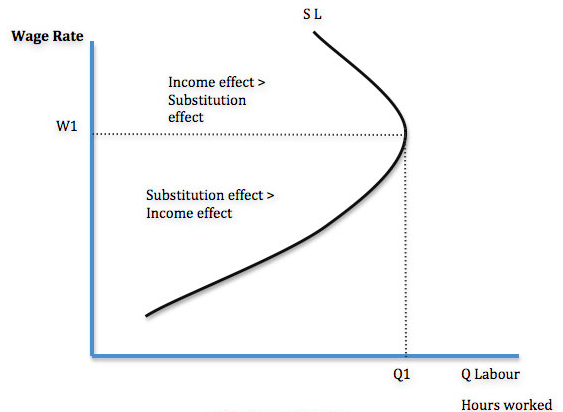 S L
Wage Rate
Income effect >
Substitution
effect
W1
Substitution effect >
Income effect
Q1
Q Labour
Hours worked